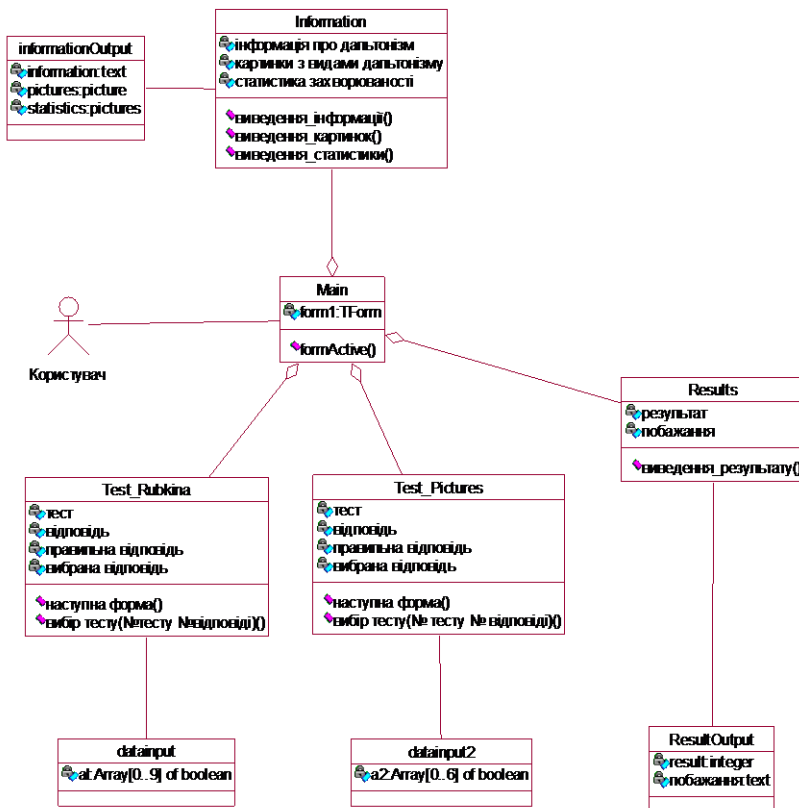 Information
інформація про дальтонізм
картинки з видами дальтонізму
статистика захворюваності
виведення_інформації()
виведення_картинок()
виведення_статистики()
informationOutput
information:text
pictures:picture
statistics:pictures
Main
form1:TForm
formActive()
Користувач
Results
результат
побажання
виведення_результату()
Test_Rubkina
тест
відповідь
правильна відповідь
вибрана відповідь
наступна форма()
вибір тесту(№тесту №відповіді)()
Test_Pictures
тест
відповідь
правильна відповідь
вибрана відповідь
наступна форма()
вибір тесту(№ тесту № відповіді)()
datainput
al:Array[0..9] of boolean
datainput2
a2:Array[0..6] of boolean
ResultOutput
result:integer
побажання:text